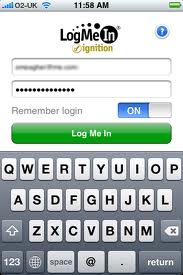 O2-UK 11:58 AM
LogMeIn
ignition
?
••••••••••••••
Remember login ON
Log Me In
Q W E R T Y U I O P
A S D F G H J K L
Z X C V B N M
123 space @ . return